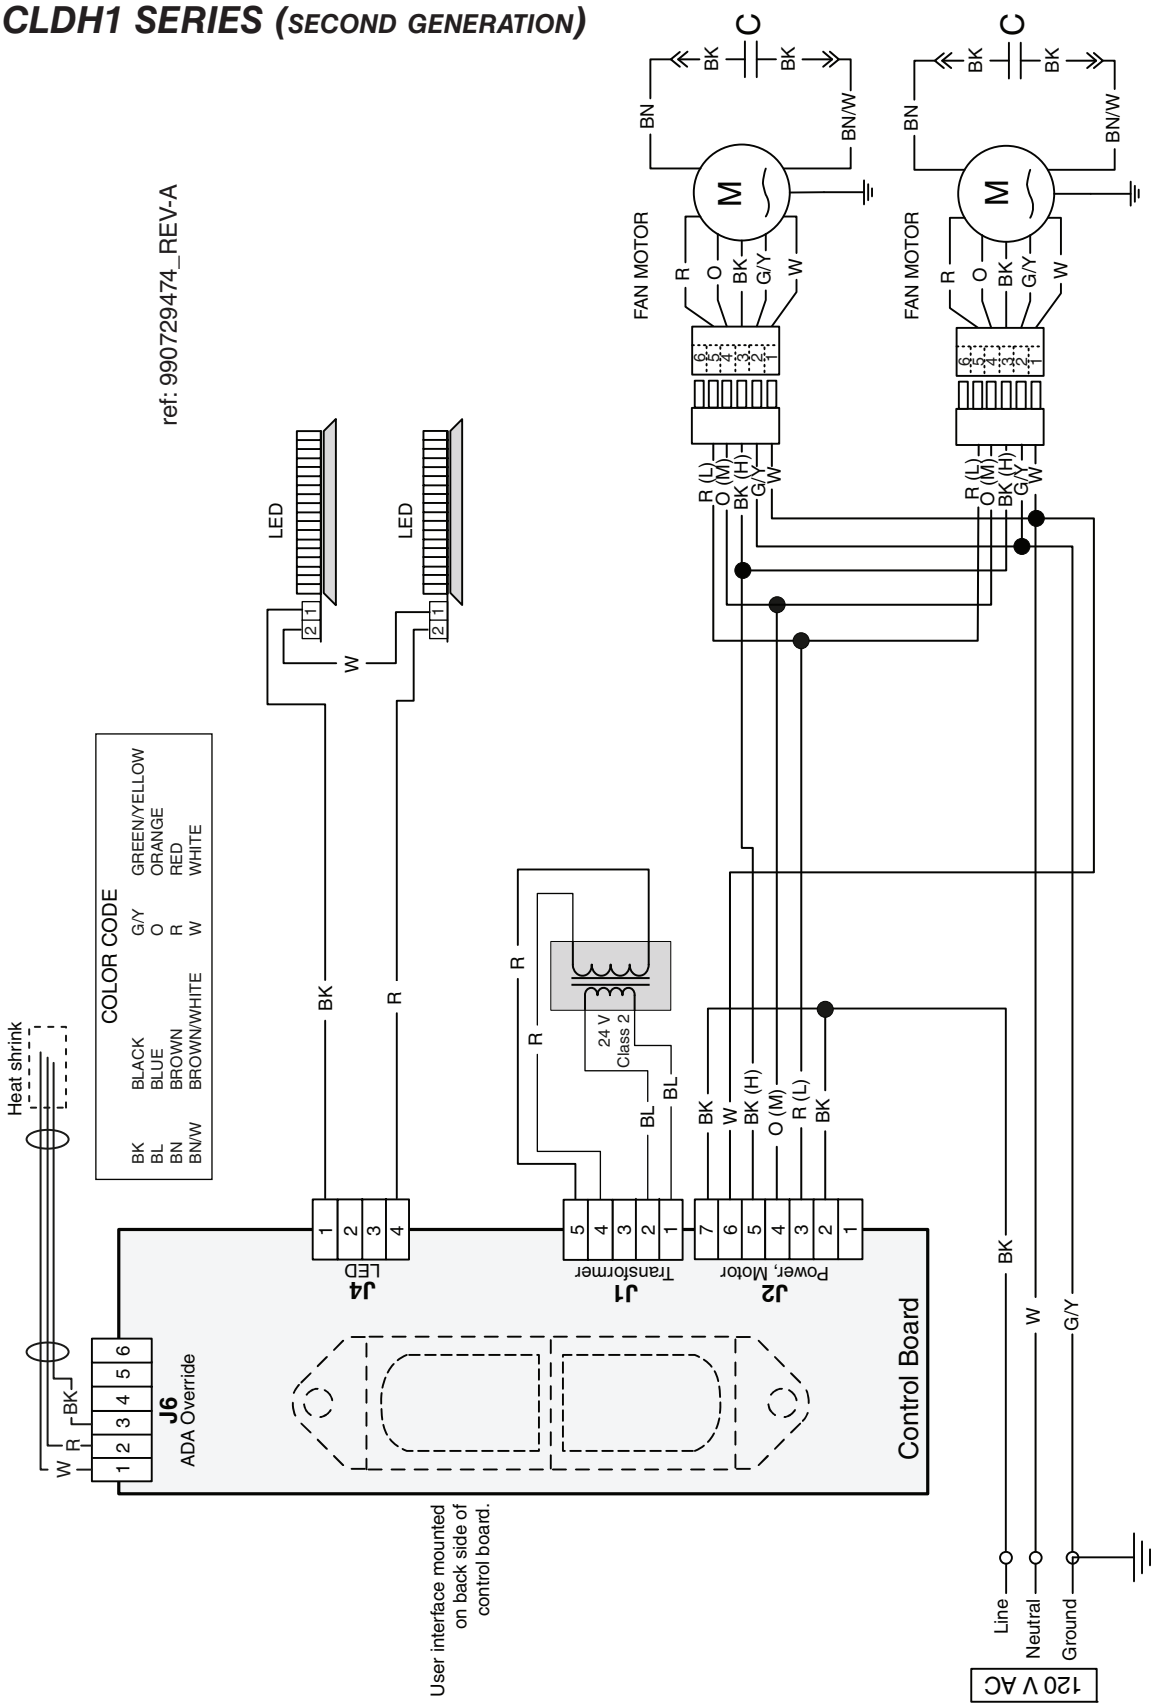 CLDH1 SERIES (SECOND GENERATION)
ref: 990729474_REV-A
Heat shrink
COLOR CODE
BK BLACK G/Y GREEN/YELLOW
BL BLUE O ORANGE
BN BROWN R RED
BN/W BROWN/WHITE W WHITE
C
BK
BK
BN
BN/W
M
FAN MOTOR
R
O
BK
G/Y
W
6
5
4
3
2
1
R (L)
O (M)
BK (H)
G/Y
W
C
BK
BK
BN
BN/W
M
FAN MOTOR
R
O
BK
G/Y
W
6
5
4
3
2
1
R (L)
O (M)
BK (H)
G/Y
W
LED
2 1
LED
2 1
W
BK
R
1
2
3
4
J4
LED
R
R
24 V
Class 2
BL
BL
5
4
3
2
1
J1
Transformer
BK
W
BK (H)
O (M)
R (L)
BK
7
6
5
4
3
2
1
J2
Power, Motor
W
R
BK
1 2 3 4 5 6
J6
ADA Override
Control Board
User interface mounted
on back side of
control board.
BK
W
G/Y
Line
Neutral
Ground
120 V AC